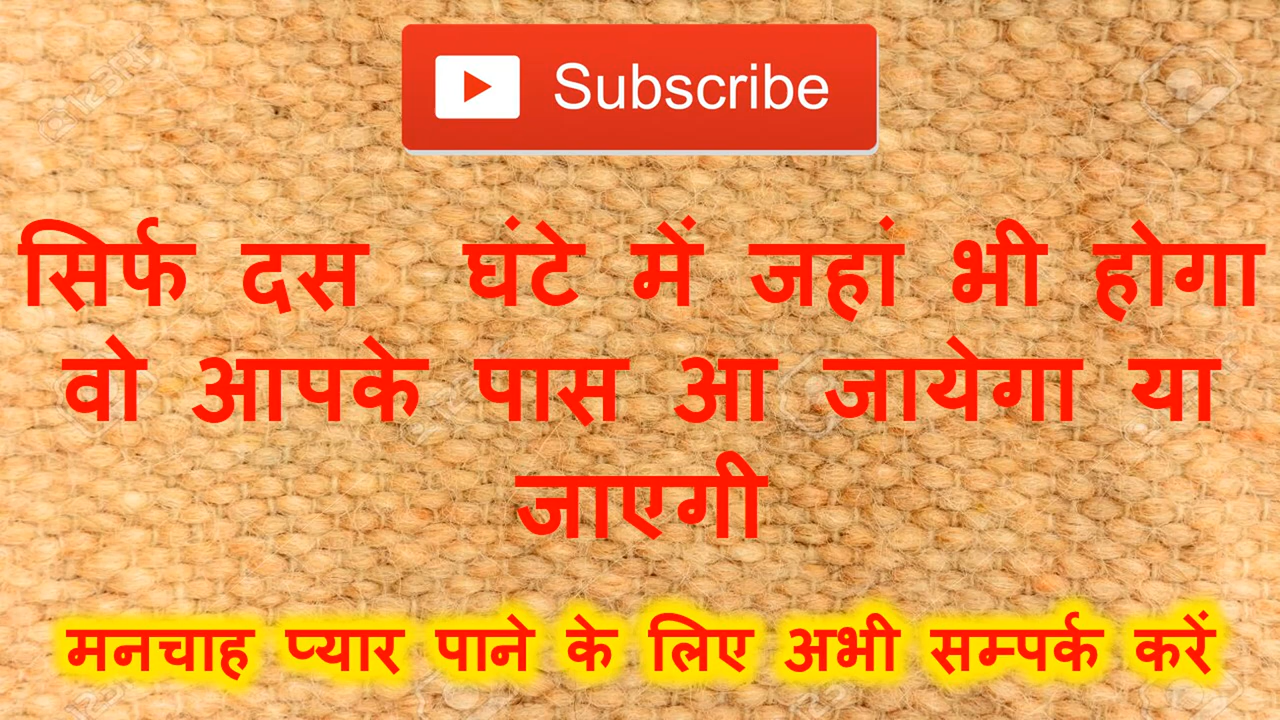 Subscribe
सिर्फ दस घंटे में जहां भी होगा
वो आपके पास आ जायेगा या
जाएगी
मनचाह प्यार पाने के लिए अभी सम्पर्क करें